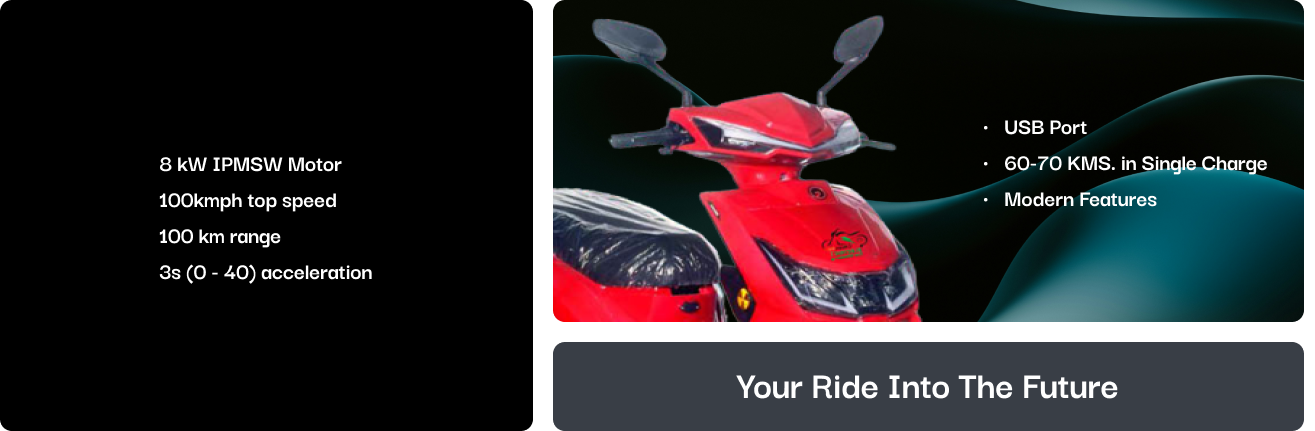 8 kW IPMSW Motor
100kmph top speed
100 km range
3s (0 - 40) acceleration
• USB Port
• 60-70 KMS. in Single Charge
• Modern Features
Your Ride Into The Future